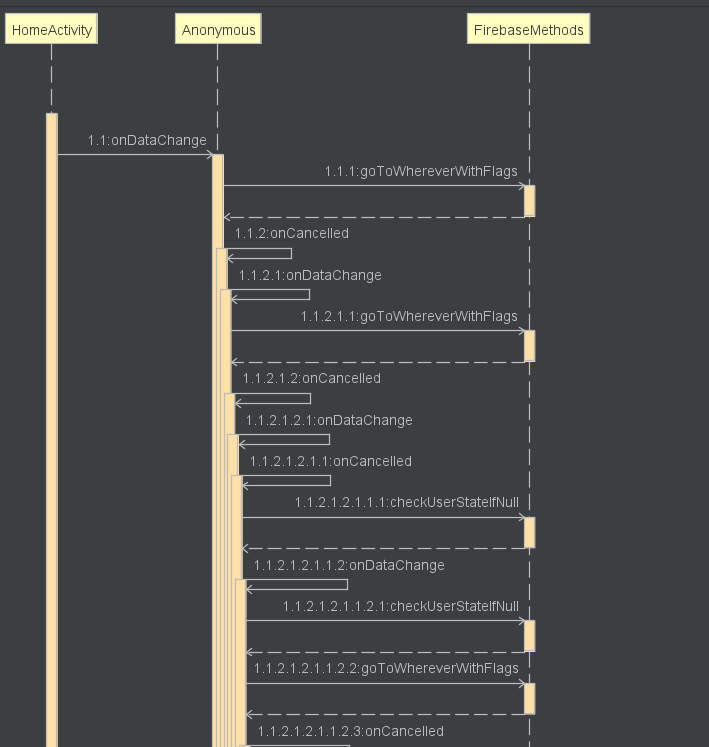 HomeActivity
Anonymous
FirebaseMethods
1.1:onDataChange
1.1.1:goToWhereverWithFlags
1.1.2:onCancelled
1.1.2.1:onDataChange
1.1.2.1.1:goToWhereverWithFlags
1.1.2.1.2:onCancelled
1.1.2.1.2.1:onDataChange
1.1.2.1.2.1.1:onCancelled
1.1.2.1.2.1.1.1:checkUserStateIfNull
1.1.2.1.2.1.1.2:onDataChange
1.1.2.1.2.1.1.2.1:checkUserStateIfNull
1.1.2.1.2.1.1.2.2:goToWhereverWithFlags
1.1.2.1.2.1.1.2.3:onCancelled